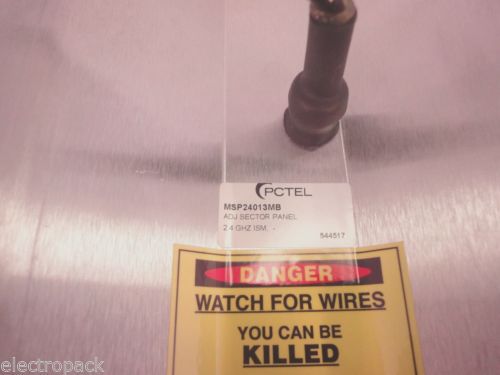 PCTEL
MSP24013MB
ADJ SECTOR PANEL
2.4 GHZ ISM, -
544517
DANGER
WATCH FOR WIRES
YOU CAN BE
KILLED
electropack